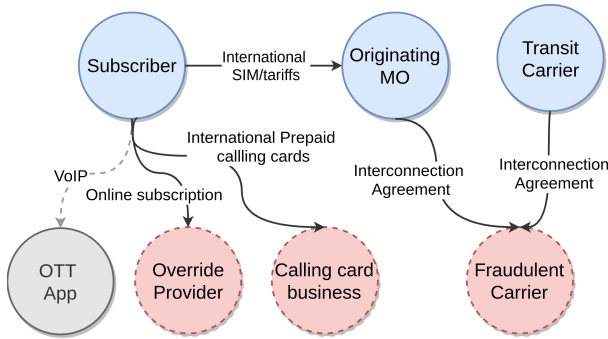 Subscriber
International
SIM/tariffs
Originating
MO
Transit
Carrier
International Prepaid
callling cards
VoIP
Online subscription
Interconnection
Agreement
Interconnection
Agreement
OTT
App
Override
Provider
Calling card
business
Fraudulent
Carrier